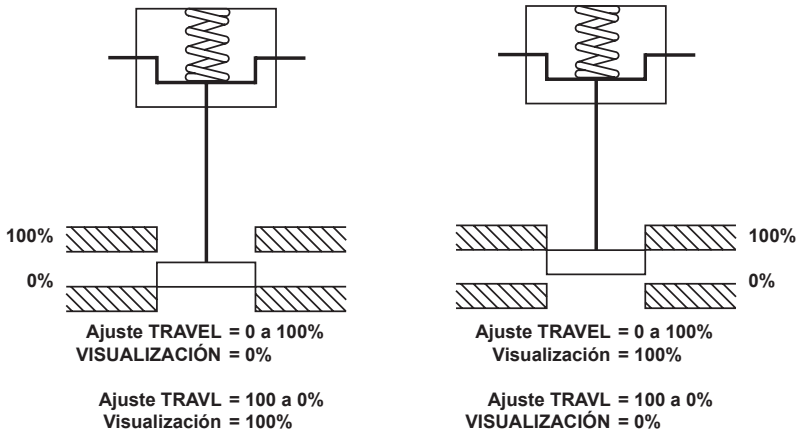 100%
0%
Ajuste TRAVEL = 0 a 100%
VISUALIZACIÓN = 0%
Ajuste TRAVL = 100 a 0%
Visualización = 100%
100%
0%
Ajuste TRAVEL = 0 a 100%
Visualización = 100%
Ajuste TRAVL = 100 a 0%
VISUALIZACIÓN = 0%